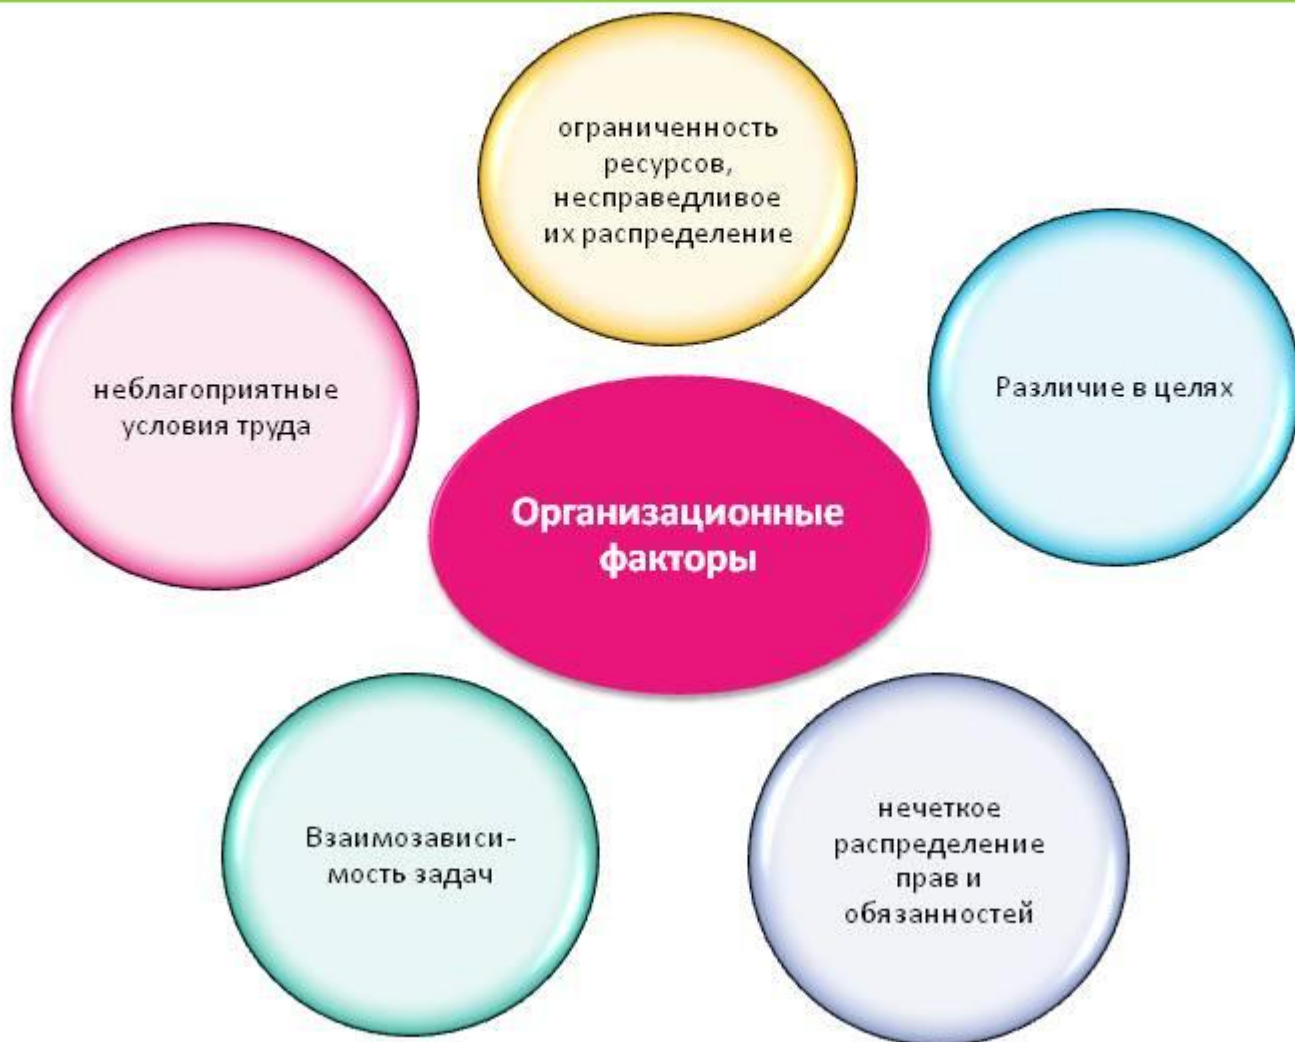 ограниченность
ресурсов,
несправедливое
их распределение
неблагоприятные
условия труда
Различие в целях
Организационные
факторы
Взаимозависи-
мость задач
нечеткое
распределение
прав и
обязанностей